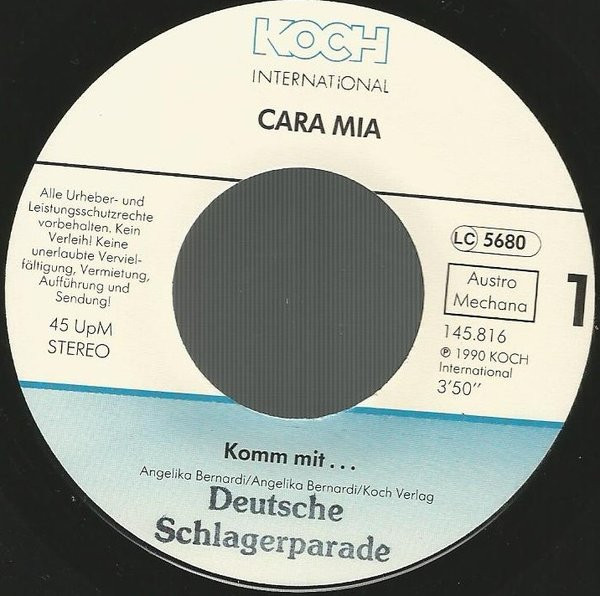 KOCH
INTERNATIONAL
CARA MIA
Alle Urheber- und
Leistungsschutzrechte
vorbehalten. Kein
Verleih! Keine
unerlaubte Verviel-
fältigung, Vermietung,
Aufführung und
Sendung!
45 UpM
STEREO
LC 5680
Austro
Mechana
1
145.816
℗ 1990 KOCH
International
3'50"
Komm mit...
Angelika Bernardi/Angelika Bernardi/Koch Verlag
Deutsche
Schlagerparade